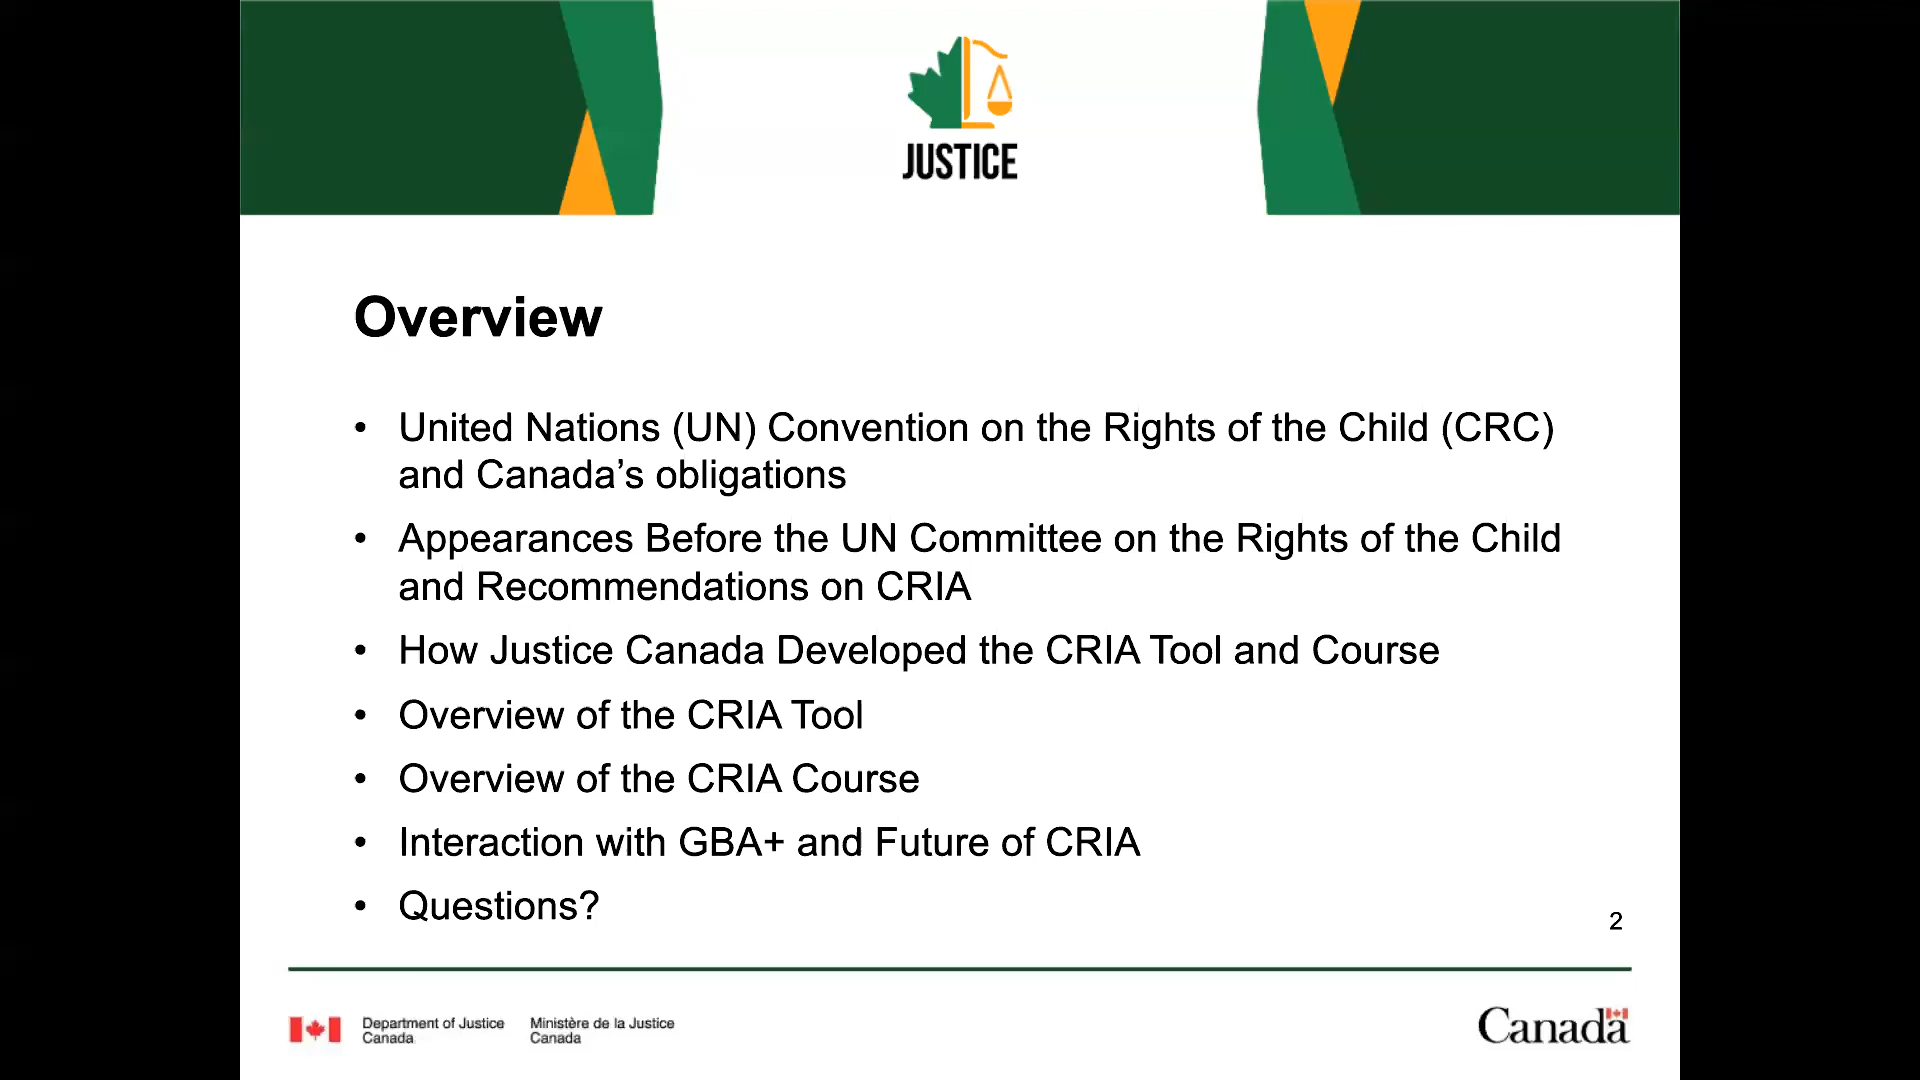 JUSTICE
Overview
• United Nations (UN) Convention on the Rights of the Child (CRC)
and Canada’s obligations
• Appearances Before the UN Committee on the Rights of the Child
and Recommendations on CRIA
• How Justice Canada Developed the CRIA Tool and Course
• Overview of the CRIA Tool
• Overview of the CRIA Course
• Interaction with GBA+ and Future of CRIA
• Questions?
2
Department of Justice
Canada
Ministère de la Justice
Canada
Canada